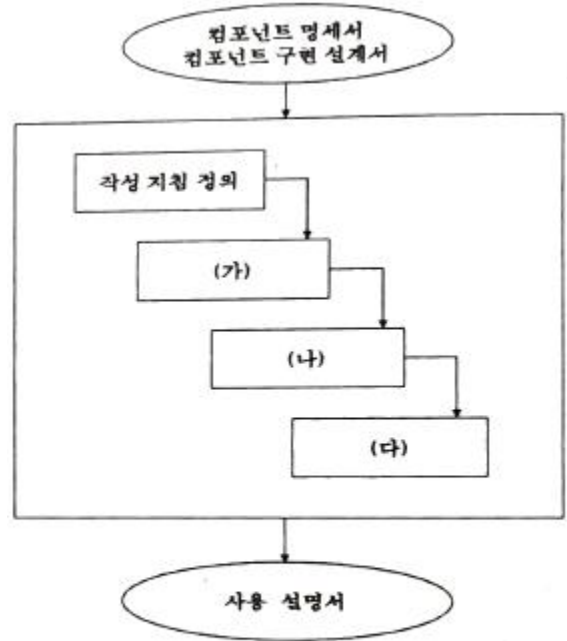 컴포넌트 명세서
컴포넌트 구현 설계서
작성 지침 정의
(가)
(나)
(다)
사용 설명서